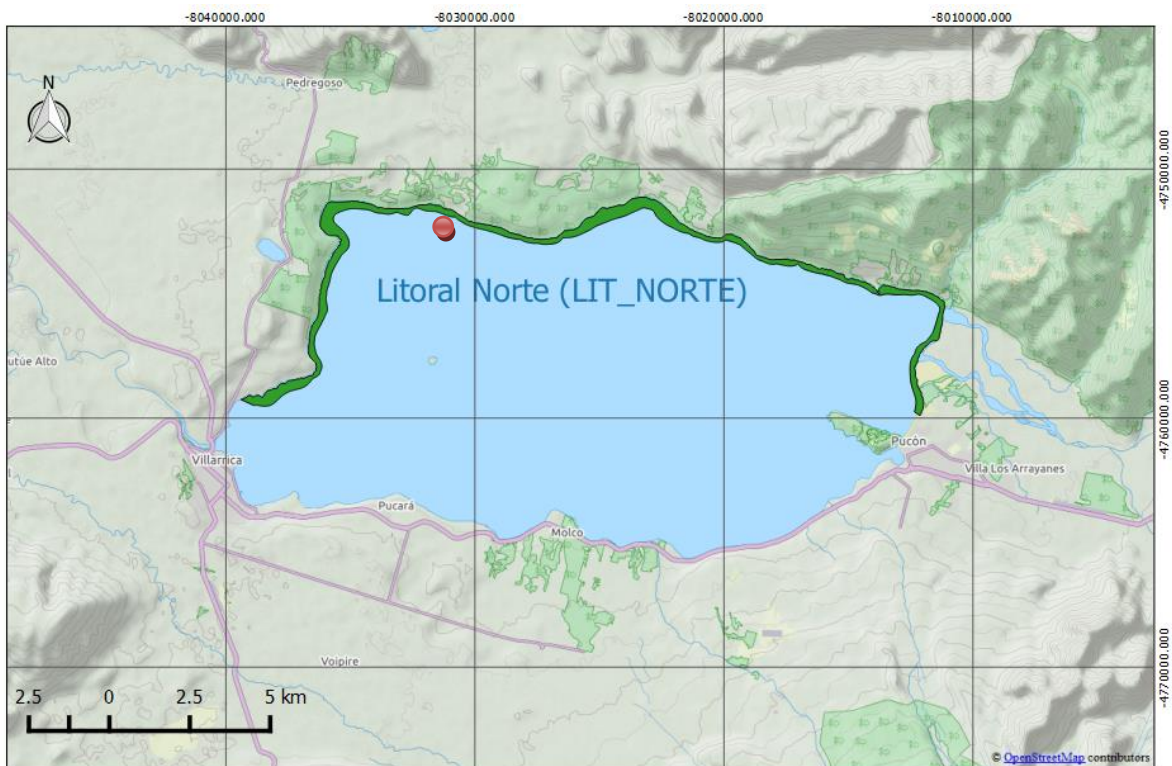 -8040000.000
-8030000.000
-8020000.000
-8010000.000
Pedregoso
N
-4750000.000
Litoral Norte (LIT_NORTE)
utúe Alto
Pucón
Villarrica
Villa Los Arrayanes
-4760000.000
Pucará
Molco
Voipire
-4770000.000
2.5 0 2.5 5 km
© OpenStreetMap contributors